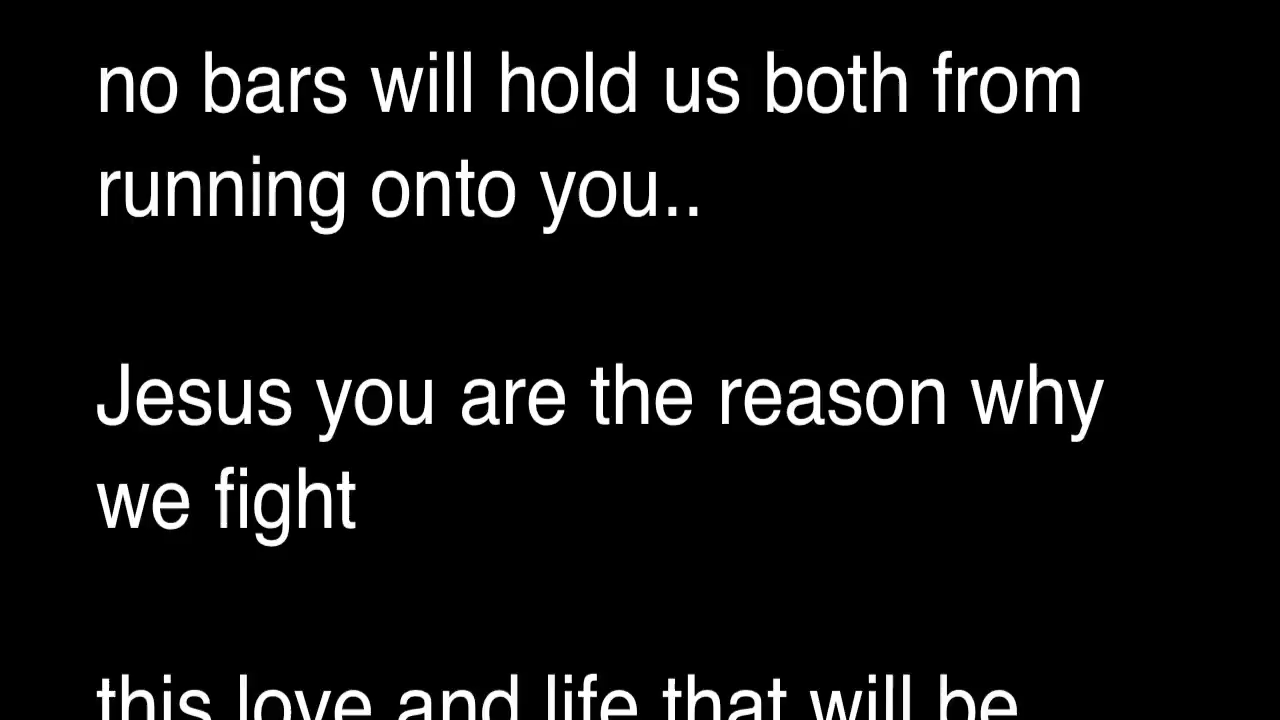 no bars will hold us both from
running onto you..
Jesus you are the reason why
we fight
this love and life that will be